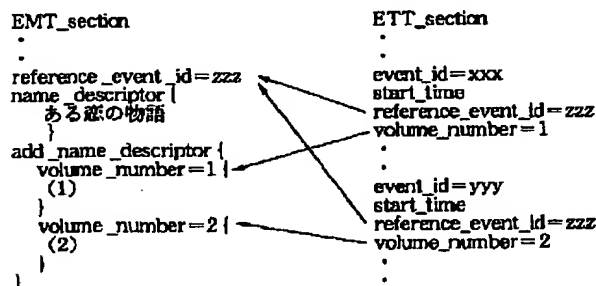 EMT_section
reference_event_id=zzz
name_descriptor{
ある恋の物語
}
add_name_descriptor{
volume_number=1{
(1)
}
volume_number=2{
(2)
}
}
ETT_section
event_id=xxx
start_time
reference_event_id=zzz
volume_number=1
event_id=yyy
start_time
reference_event_id=zzz
volume_number=2